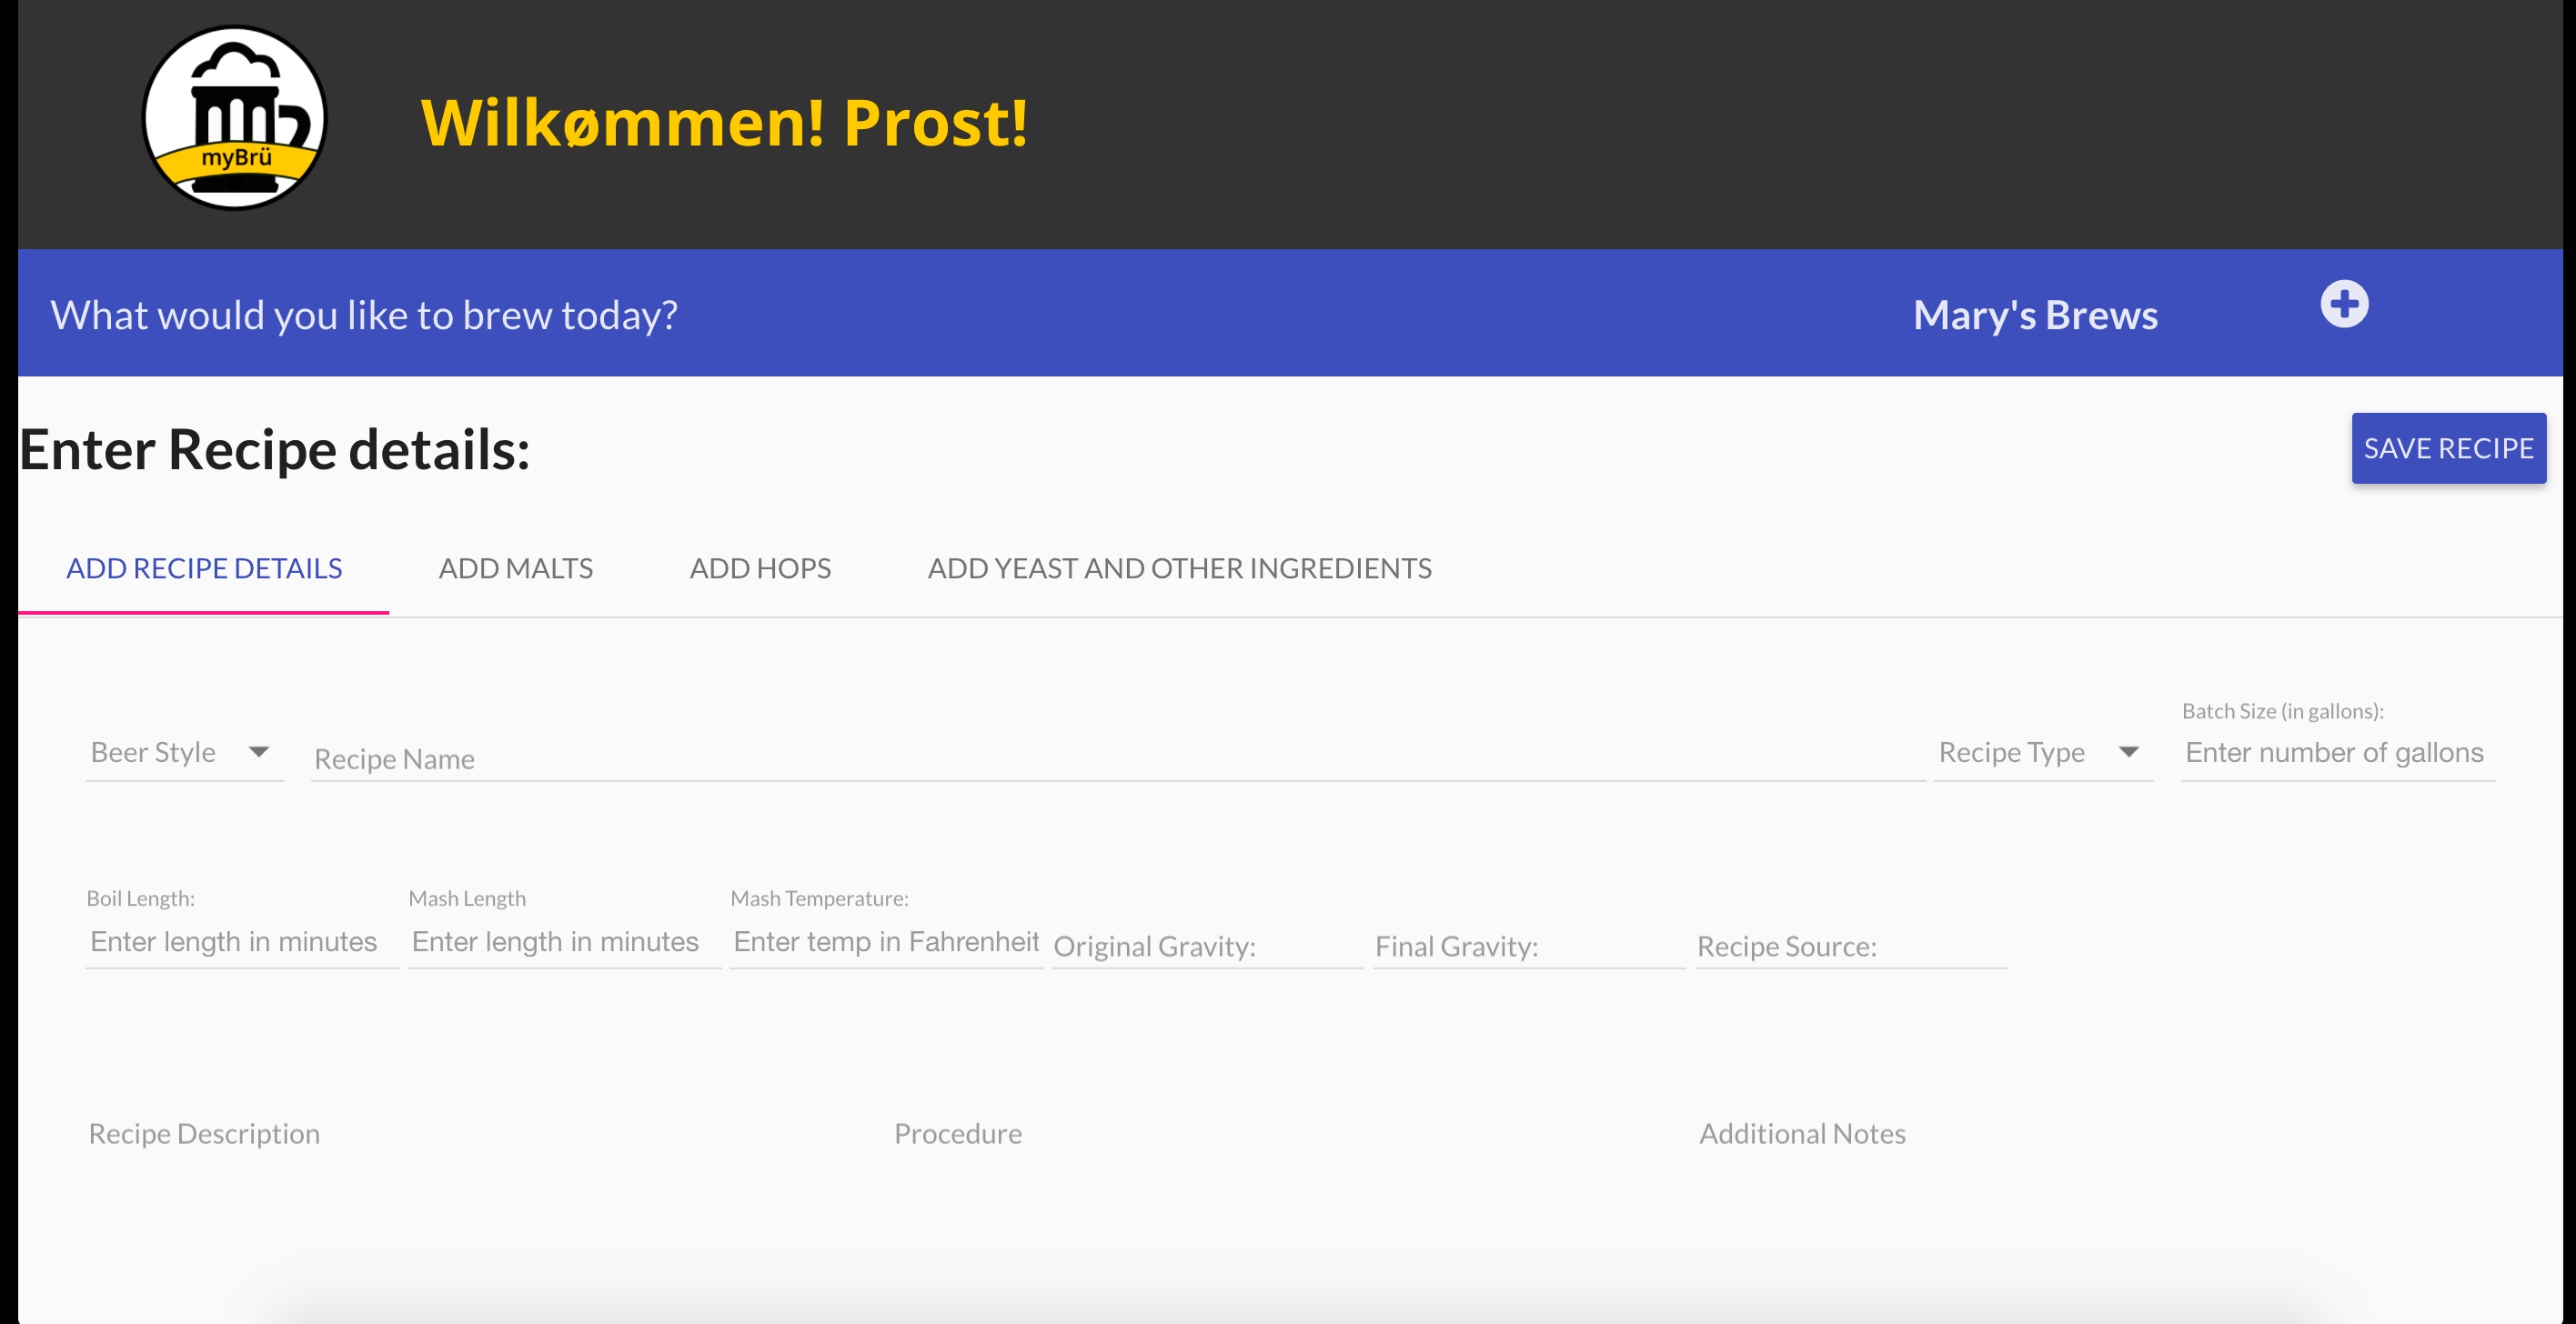 myBrü
Wilkømmen! Prost!
What would you like to brew today?
Mary's Brews
Enter Recipe details:
SAVE RECIPE
ADD RECIPE DETAILS
ADD MALTS
ADD HOPS
ADD YEAST AND OTHER INGREDIENTS
Beer Style
Recipe Name
Recipe Type
Batch Size (in gallons):
Enter number of gallons
Boil Length:
Enter length in minutes
Mash Length
Enter length in minutes
Mash Temperature:
Enter temp in Fahrenheit
Original Gravity:
Final Gravity:
Recipe Source:
Recipe Description
Procedure
Additional Notes